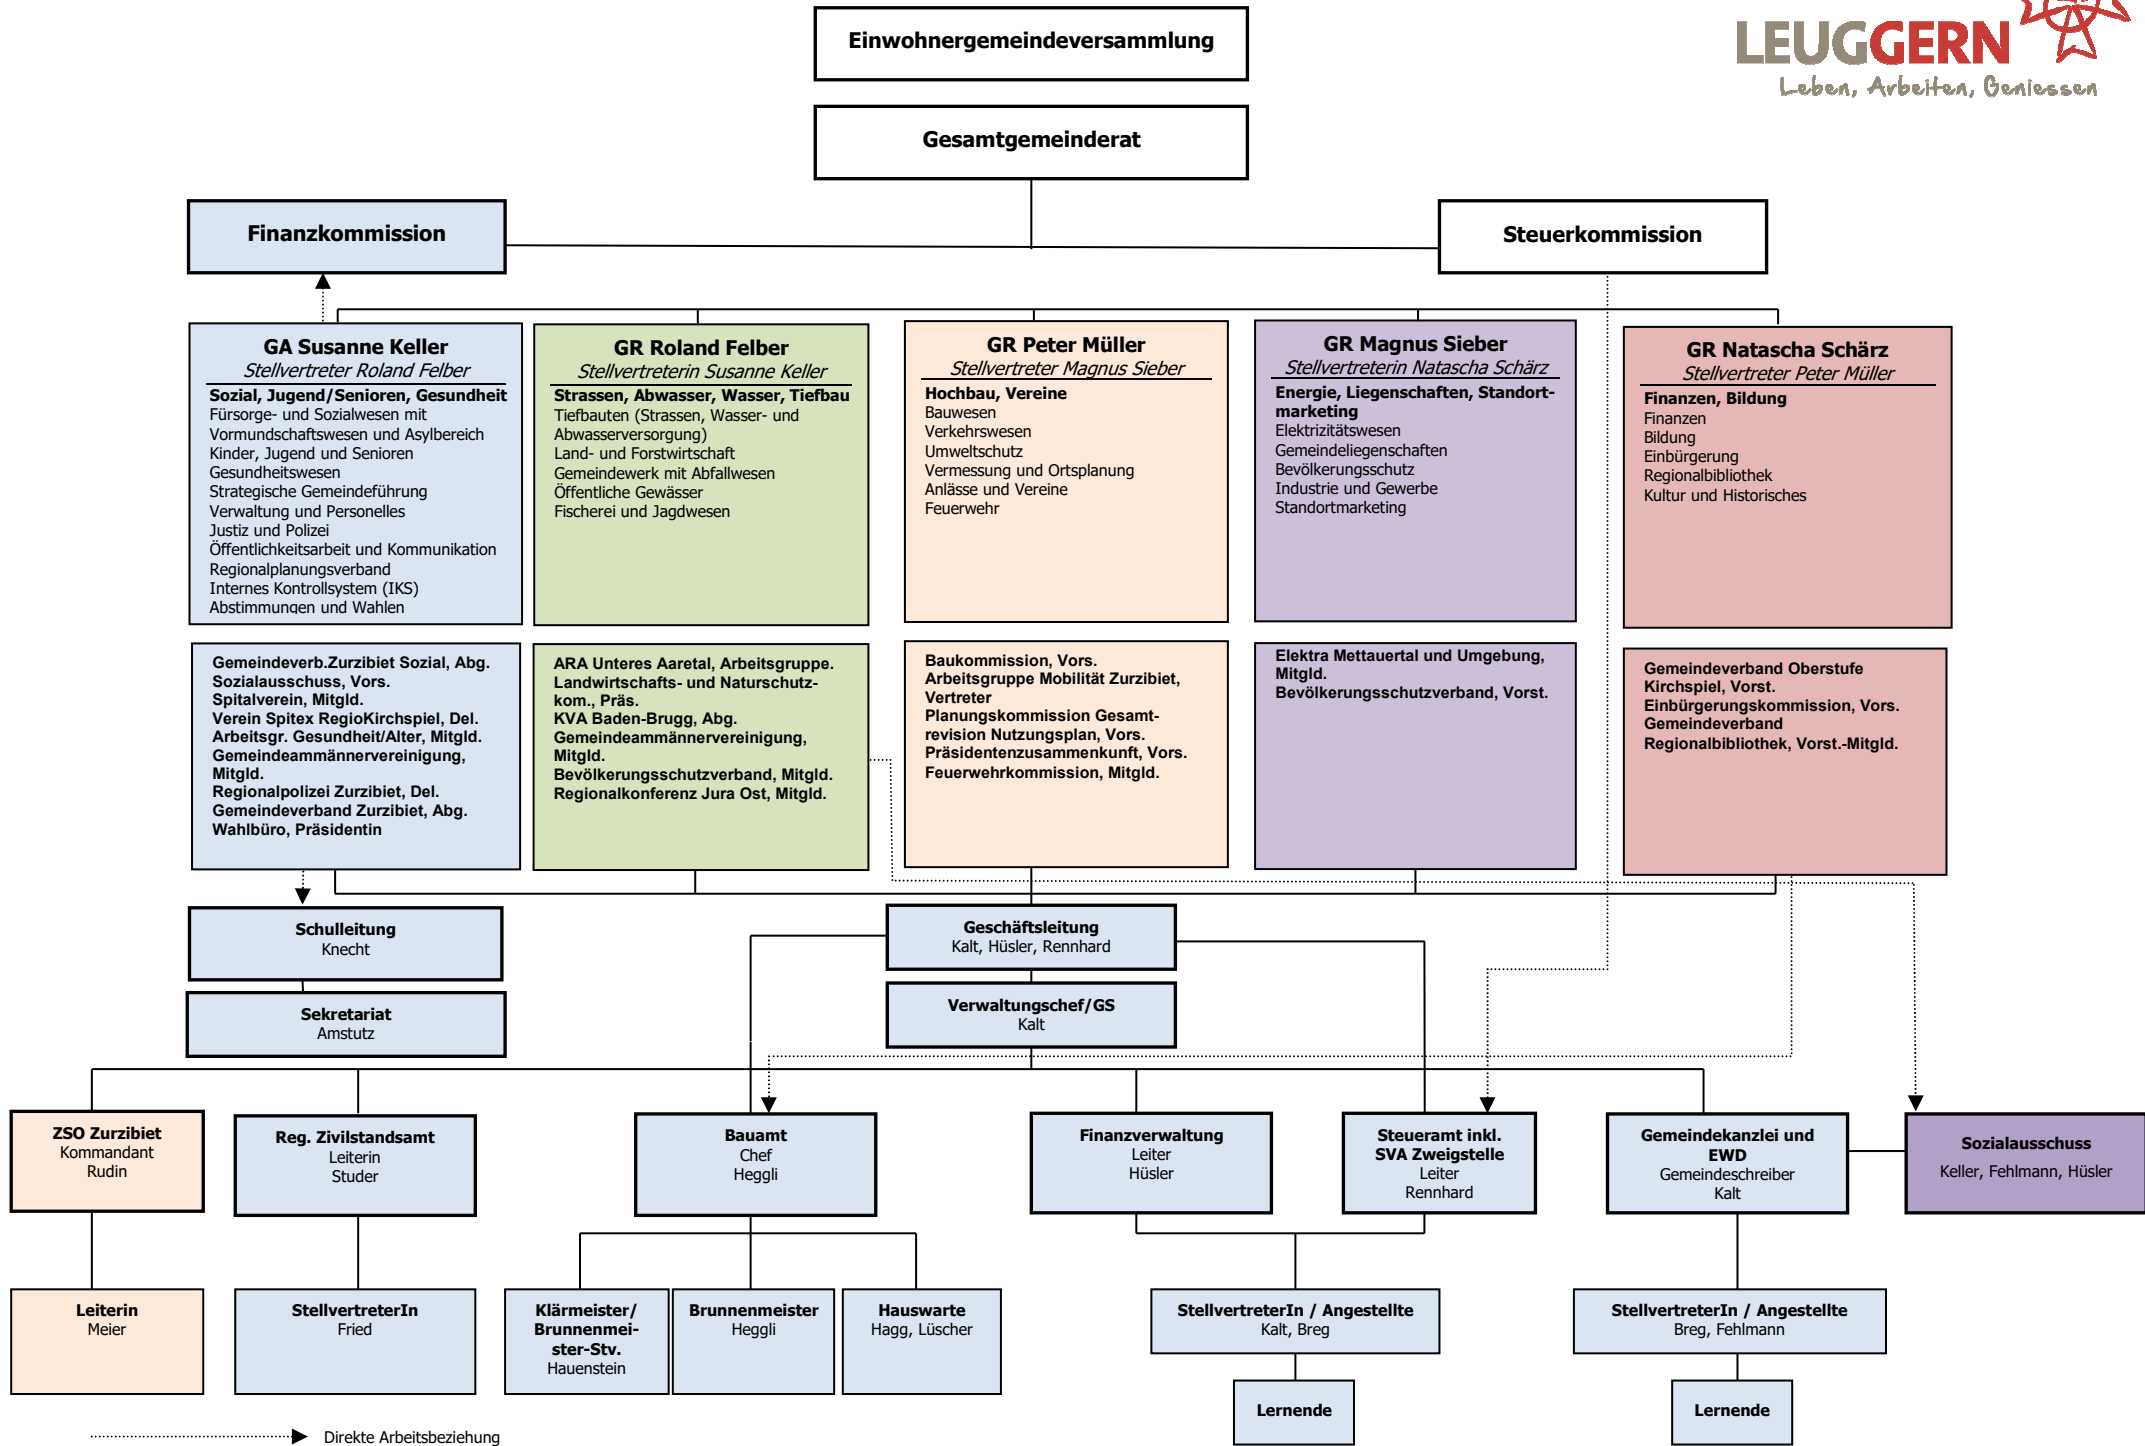 LEUGGERN
Leben, Arbeiten, Geniessen
Einwohnergemeindeversammlung
Gesamtgemeinderat
Finanzkommission
Steuerkommission
GA Susanne Keller
Stellvertreter Roland Felber
Sozial, Jugend/Senioren, Gesundheit
Fürsorge- und Sozialwesen mit
Vormundschaftswesen und Asylbereich
Kinder, Jugend und Senioren
Gesundheitswesen
Strategische Gemeindeführung
Verwaltung und Personelles
Justiz und Polizei
Öffentlichkeitsarbeit und Kommunikation
Regionalplanungsverband
Internes Kontrollsystem (IKS)
Abstimmungen und Wahlen
GR Roland Felber
Stellvertreterin Susanne Keller
Strassen, Abwasser, Wasser, Tiefbau
Tiefbauten (Strassen, Wasser- und
Abwasserversorgung)
Land- und Forstwirtschaft
Gemeindewerk mit Abfallwesen
Öffentliche Gewässer
Fischerei und Jagdwesen
GR Peter Müller
Stellvertreter Magnus Sieber
Hochbau, Vereine
Bauwesen
Verkehrswesen
Umweltschutz
Vermessung und Ortsplanung
Anlässe und Vereine
Feuerwehr
GR Magnus Sieber
Stellvertreterin Natascha Schärz
Energie, Liegenschaften, Standort-
marketing
Elektrizitätswesen
Gemeindeliegenschaften
Bevölkerungsschutz
Industrie und Gewerbe
Standortmarketing
GR Natascha Schärz
Stellvertreter Peter Müller
Finanzen, Bildung
Finanzen
Bildung
Einbürgerung
Regionalbibliothek
Kultur und Historisches
Gemeindeverb.Zurzibiet Sozial, Abg.
Sozialausschuss, Vors.
Spitalverein, Mitgld.
Verein Spitex RegioKirchspiel, Del.
Arbeitsgr. Gesundheit/Alter, Mitgld.
Gemeindeammännervereinigung,
Mitgld.
Regionalpolizei Zurzibiet, Del.
Gemeindeverband Zurzibiet, Abg.
Wahlbüro, Präsidentin
ARA Unteres Aaretal, Arbeitsgruppe.
Landwirtschafts- und Naturschutz-
kom., Präs.
KVA Baden-Brugg, Abg.
Gemeindeammännervereinigung,
Mitgld.
Bevölkerungsschutzverband, Mitgld.
Regionalkonferenz Jura Ost, Mitgld.
Baukommission, Vors.
Arbeitsgruppe Mobilität Zurzibiet,
Vertreter
Planungskommission Gesamt-
revision Nutzungsplan, Vors.
Präsidentenzusammenkunft, Vors.
Feuerwehrkommission, Mitgld.
Elektra Mettauertal und Umgebung,
Mitgld.
Bevölkerungsschutzverband, Vorst.
Gemeindeverband Oberstufe
Kirchspiel, Vorst.
Einbürgerungskommission, Vors.
Gemeindeverband
Regionalbibliothek, Vorst.-Mitgld.
Schulleitung
Knecht
Geschäftsleitung
Kalt, Hüsler, Rennhard
Sekretariat
Amstutz
Verwaltungschef/GS
Kalt
ZSO Zurzibiet
Kommandant
Rudin
Reg. Zivilstandsamt
Leiterin
Studer
Bauamt
Chef
Heggli
Finanzverwaltung
Leiter
Hüsler
Steueramt inkl.
SVA Zweigstelle
Leiter
Rennhard
Gemeindekanzlei und
EWD
Gemeindeschreiber
Kalt
Sozialausschuss
Keller, Fehlmann, Hüsler
Leiterin
Meier
StellvertreterIn
Fried
Klärmeister/
Brunnenmei-
ster-Stv.
Hauenstein
Brunnenmeister
Heggli
Hauswarte
Hagg, Lüscher
StellvertreterIn / Angestellte
Kalt, Breg
StellvertreterIn / Angestellte
Breg, Fehlmann
Lernende
Lernende
Direkte Arbeitsbeziehung